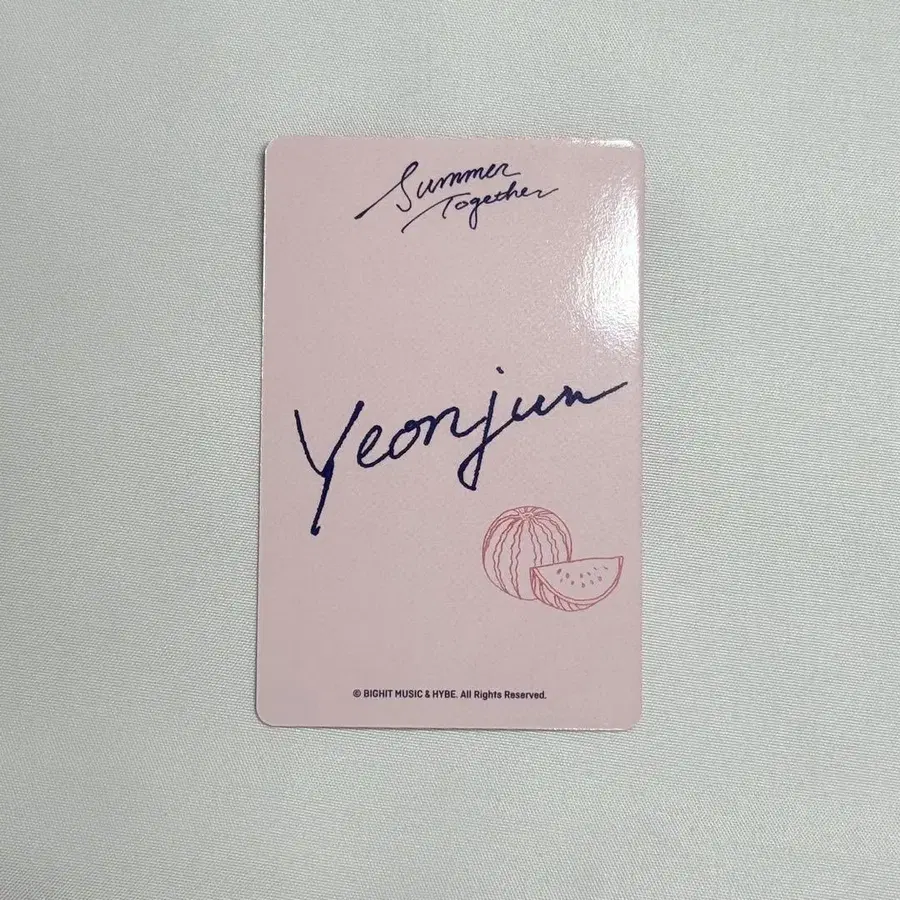 Summer
Together
Yeonjun
© BIGHIT MUSIC & HYBE. All Rights Reserved.